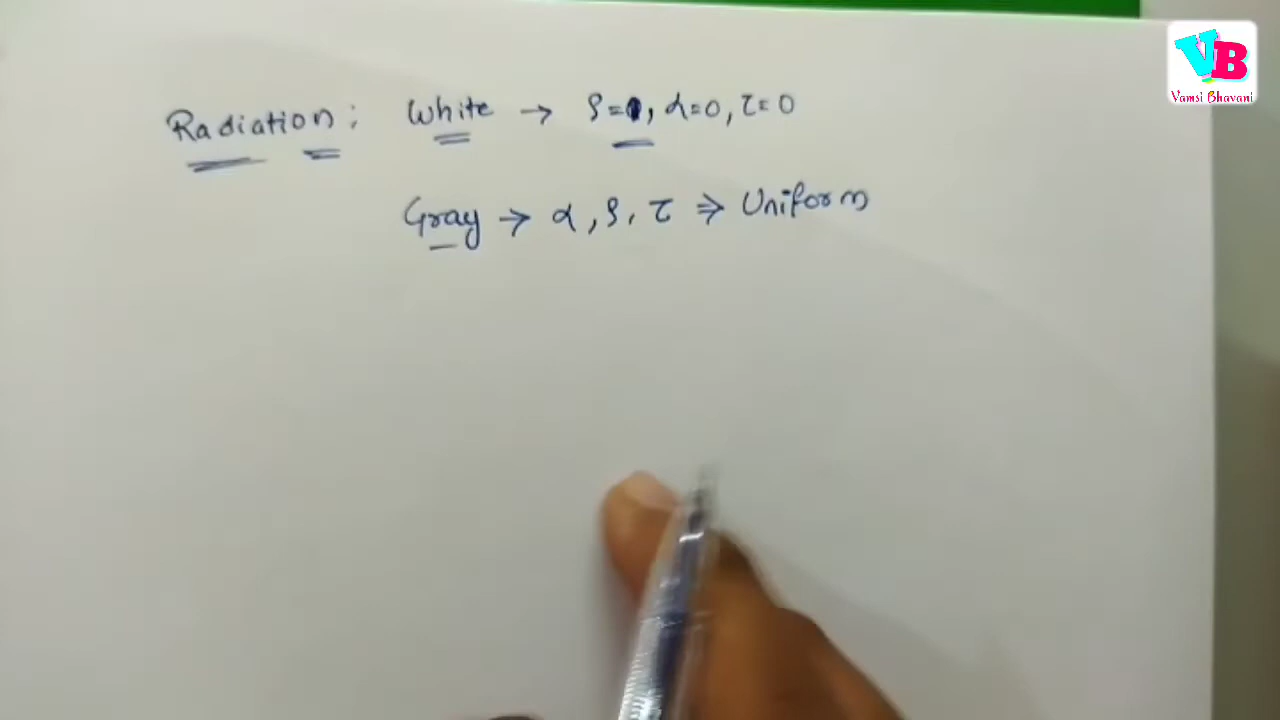 Radiation: White → ρ=1, α=0, τ=0
Gray → α, ρ, τ ⇒ Uniform
VB
Vamsi Bhavani